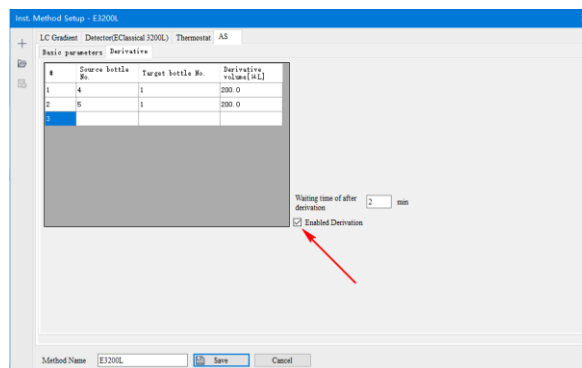 Inst. Method Setup - E3200L
LC Gradient Detector(EClassical 3200L) Thermostat AS
Basic parameters Derivative
# Source bottle No. Target bottle No. Derivative volume[μL]
1 4 1 200.0
2 5 1 200.0
3
Waiting time of after derivation 2 min
Enabled Derivation
Method Name E3200L Save Cancel